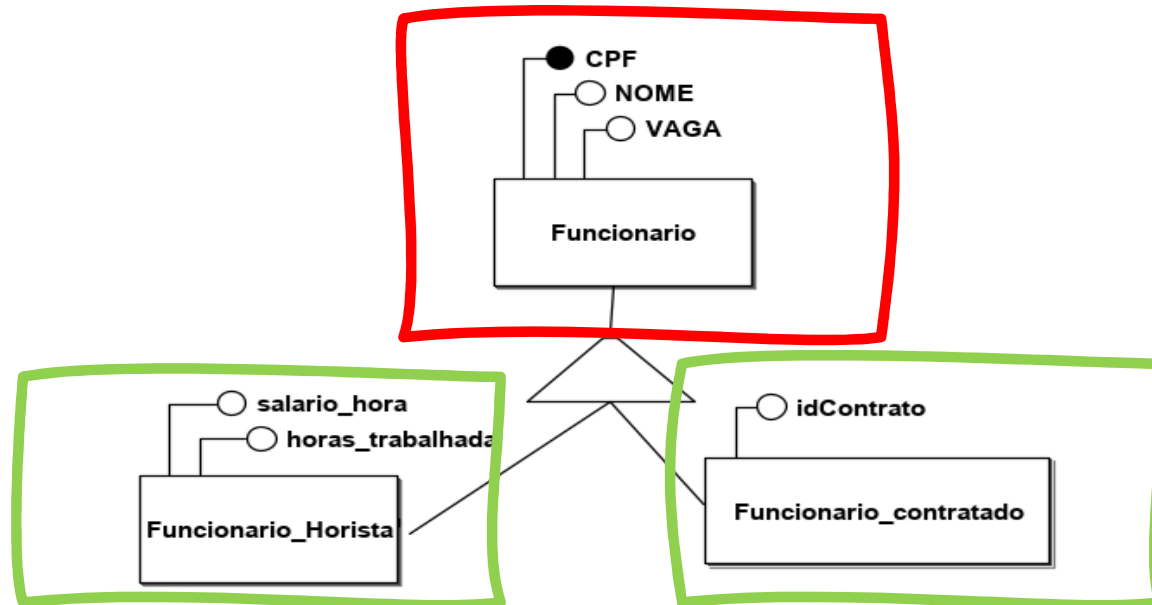 CPF
NOME
VAGA
Funcionario
salario_hora
horas_trabalhada
Funcionario_Horista
idContrato
Funcionario_contratado